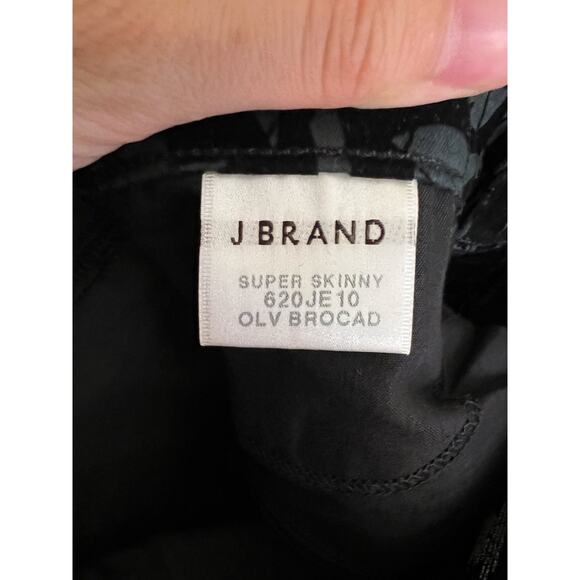 J BRAND
SUPER SKINNY
620JE10
OLV BROCAD